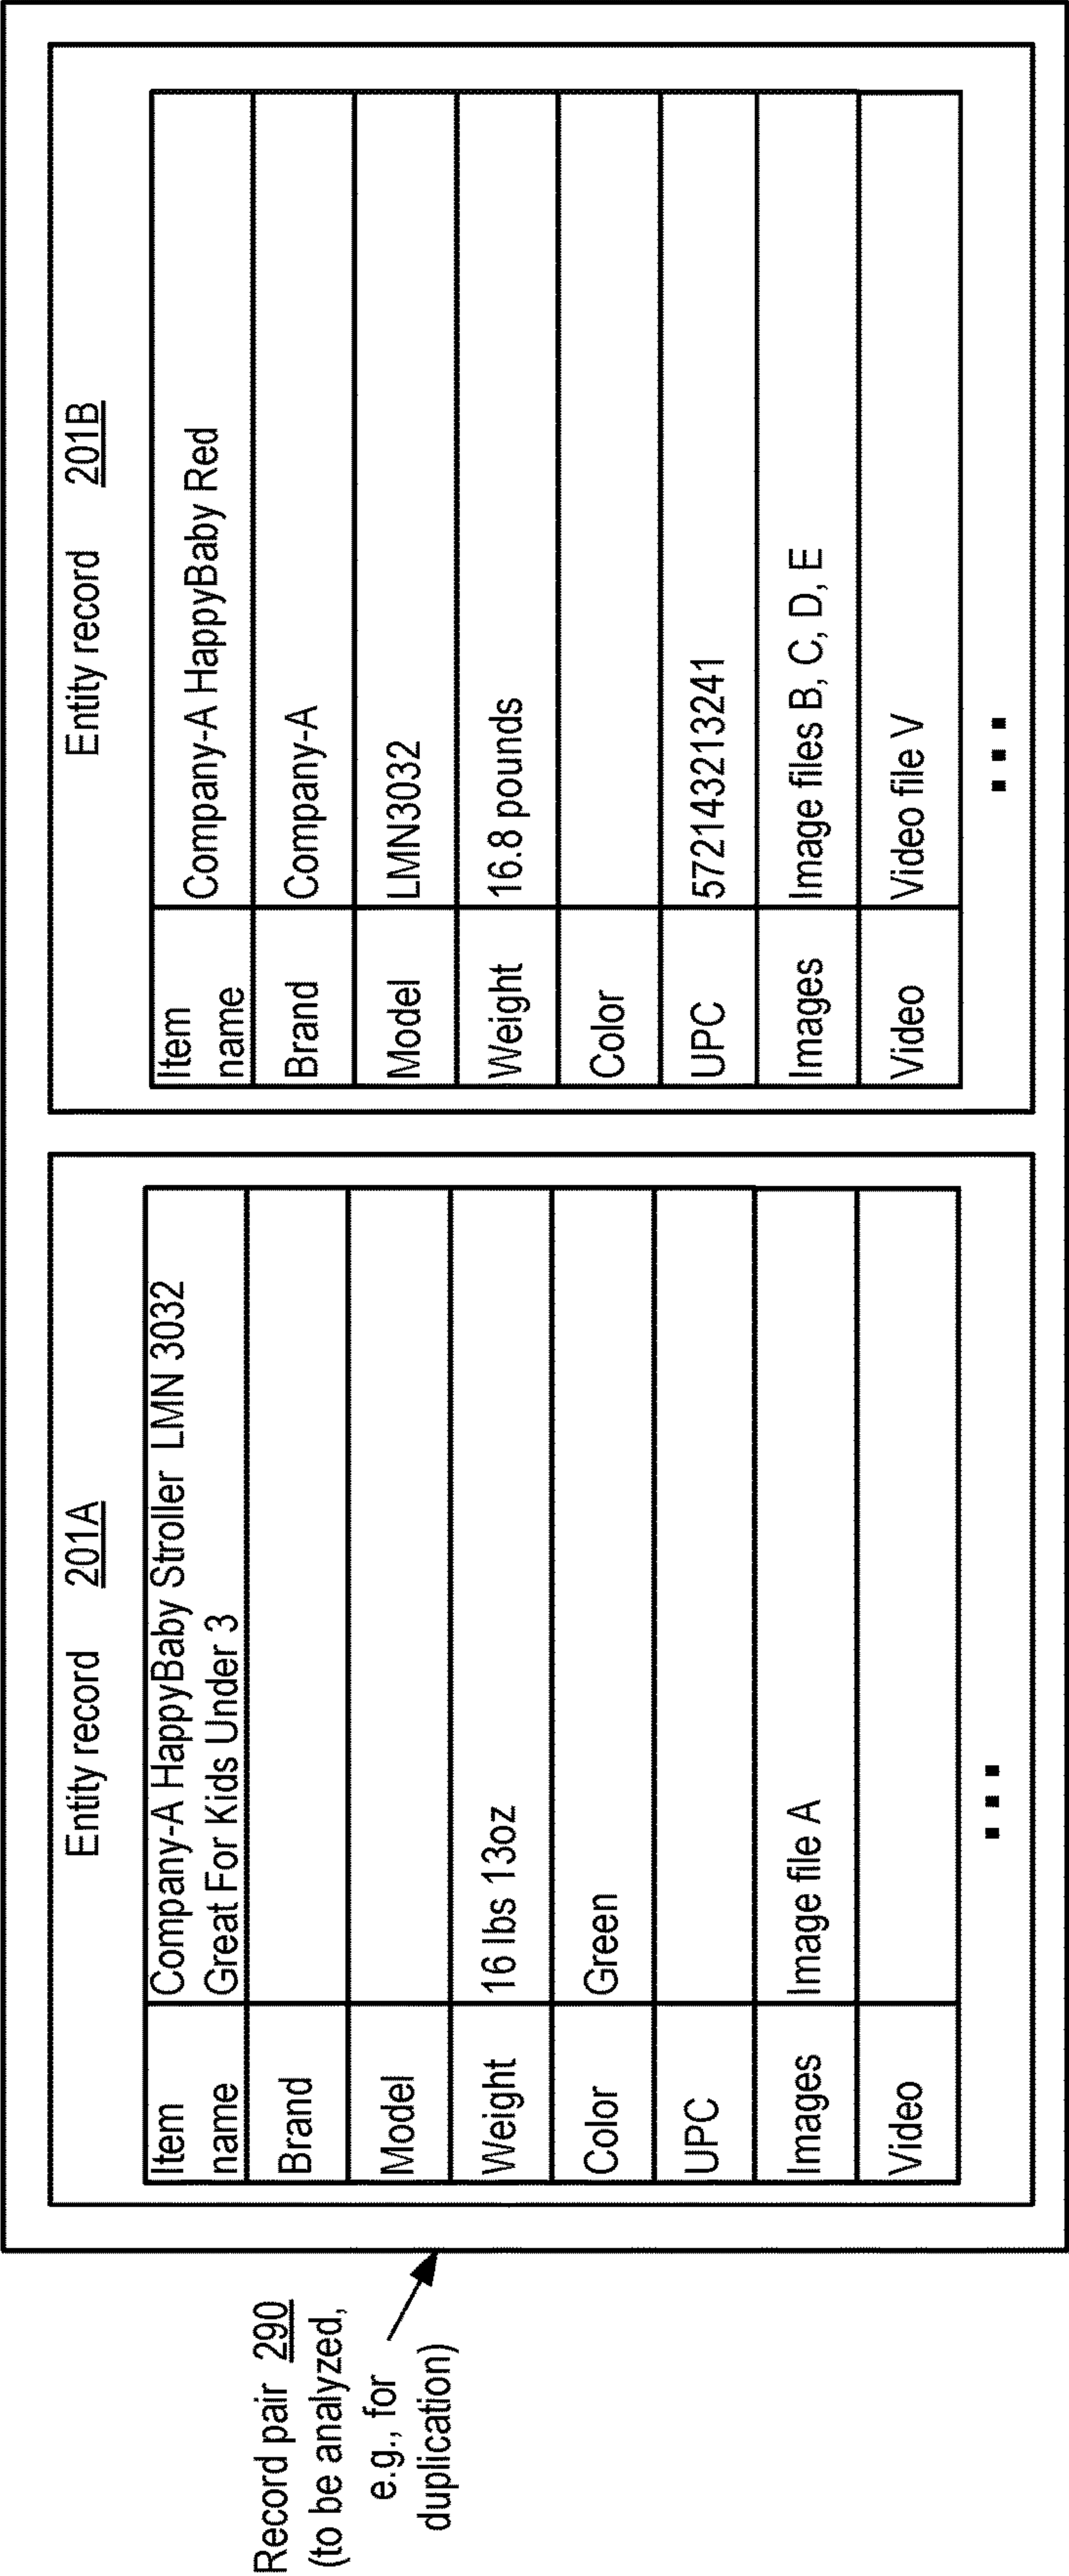 Record pair 290
(to be analyzed,
e.g., for
duplication)
Entity record 201A
Item
name
Company-A HappyBaby Stroller LMN 3032
Great For Kids Under 3
Brand
Model
Weight
16 lbs 13oz
Color
Green
UPC
Images
Image file A
Video
...
Entity record 201B
Item
name
Company-A HappyBaby Red
Brand
Company-A
Model
LMN3032
Weight
16.8 pounds
Color
UPC
572143213241
Images
Image files B, C, D, E
Video
Video file V
...